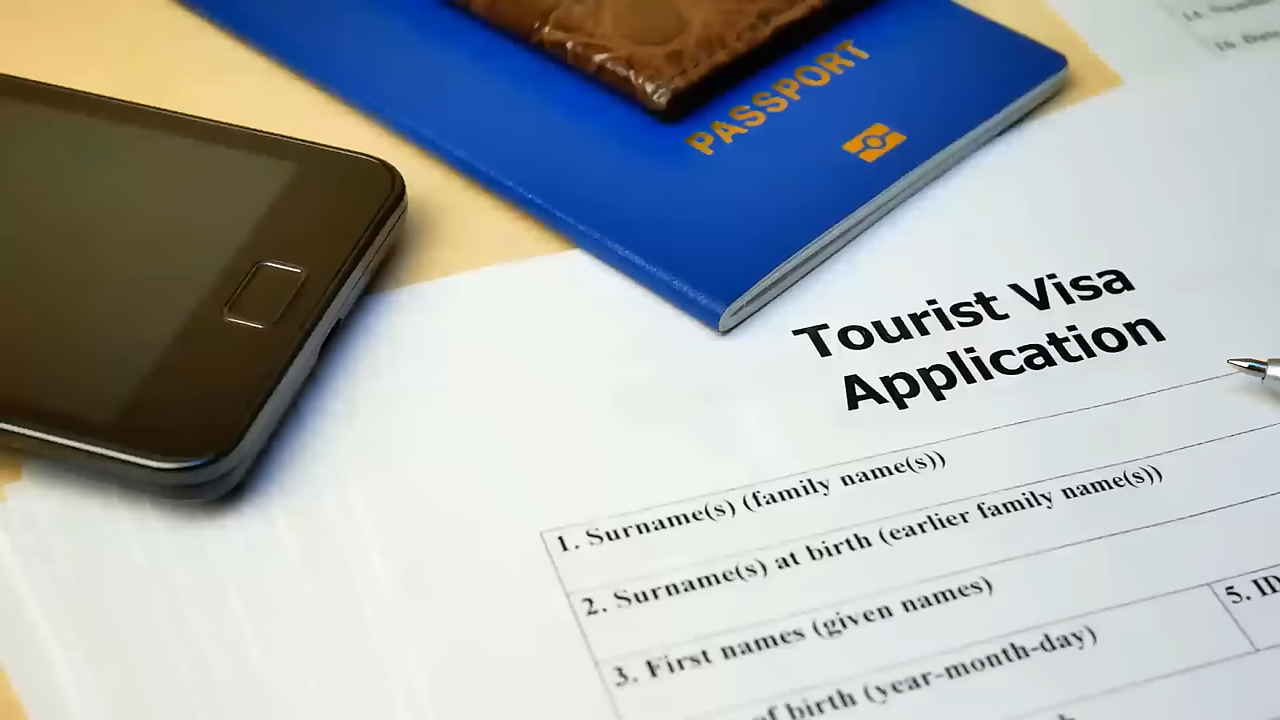 PASSPORT
Tourist Visa
Application
1. Surname(s) (family name(s))
2. Surname(s) at birth (earlier family name(s))
3. First names (given names)
5. ID
of birth (year-month-day)